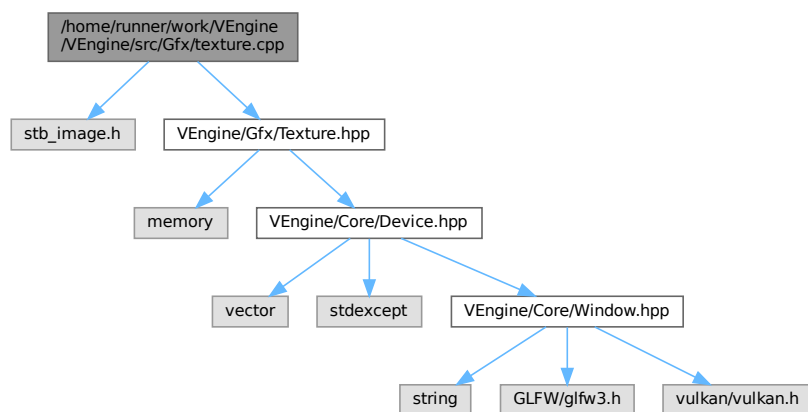 /home/runner/work/VEngine
/VEngine/src/Gfx/texture.cpp
stb_image.h
VEngine/Gfx/Texture.hpp
memory
VEngine/Core/Device.hpp
vector
stdexcept
VEngine/Core/Window.hpp
string
GLFW/glfw3.h
vulkan/vulkan.h